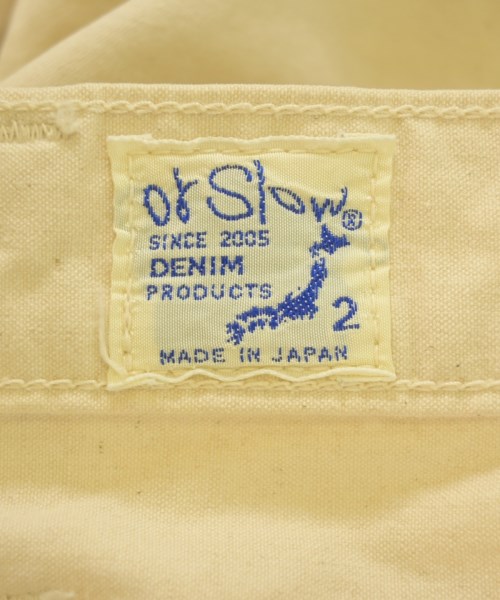 orSlow®
SINCE 2005
DENIM
PRODUCTS
2
MADE IN JAPAN